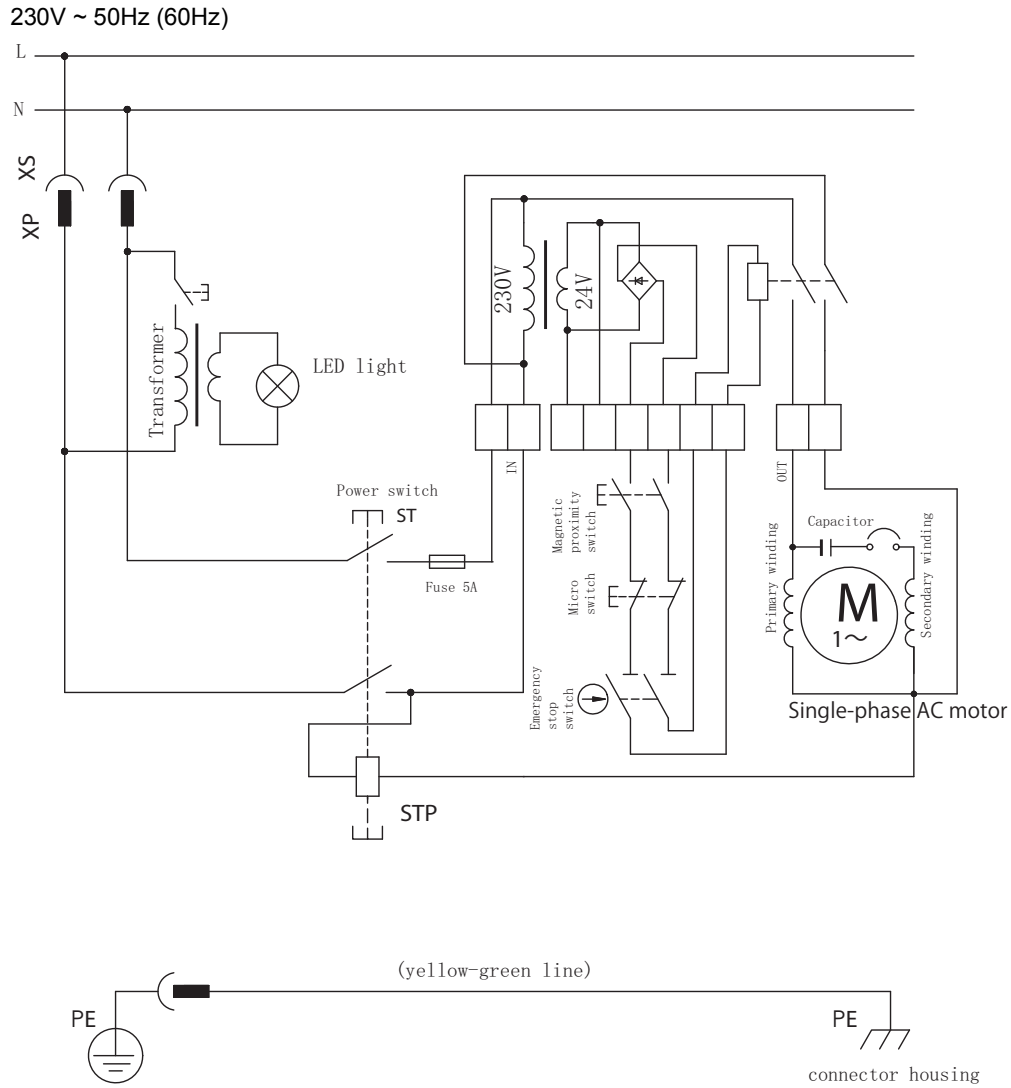 230V ~ 50Hz (60Hz)
L
N
XS
XP
Transformer
LED light
230V
24V
IN
OUT
Power switch
ST
Fuse 5A
Magnetic
proximity
switch
Micro
switch
Emergency
stop
switch
Capacitor
Primary winding
Secondary winding
M
1~
Single-phase AC motor
STP
(yellow-green line)
PE
PE
connector housing